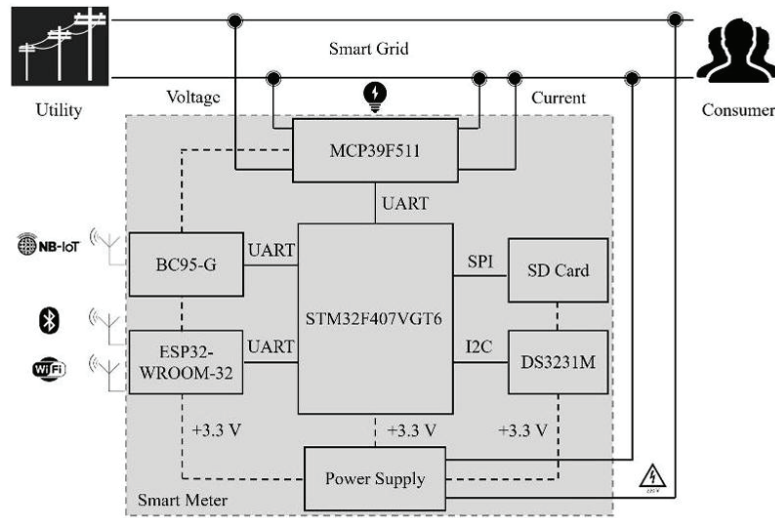 Smart Grid
Utility
Consumer
Voltage
Current
MCP39F511
UART
NB-IoT
BC95-G
UART
STM32F407VGT6
SPI
SD Card
WiFi
ESP32-
WROOM-32
UART
I2C
DS3231M
+3.3 V
+3.3 V
+3.3 V
Power Supply
Smart Meter